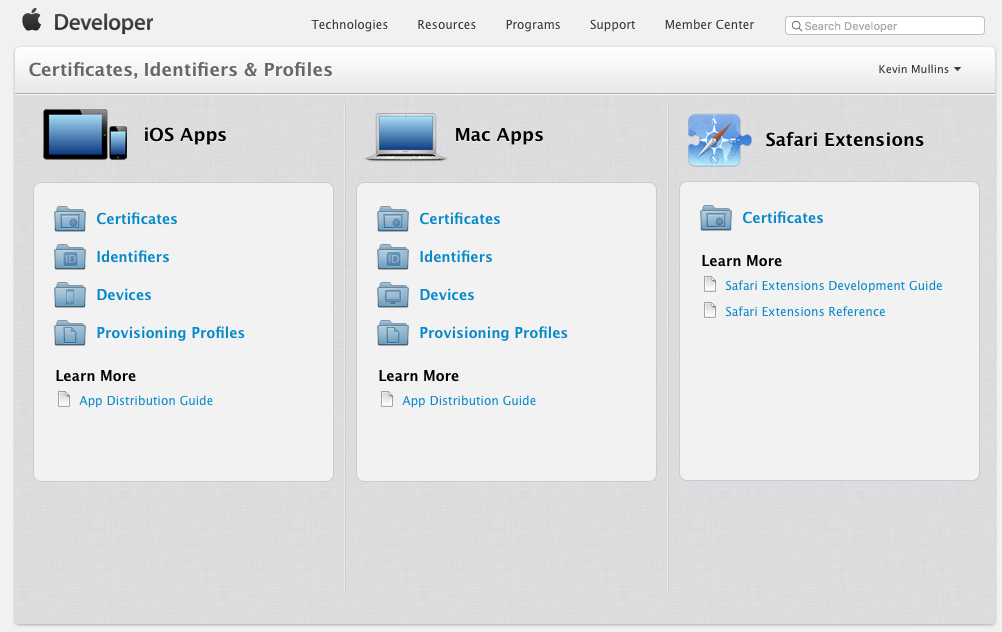 Developer
Technologies Resources Programs Support Member Center Search Developer
Certificates, Identifiers & Profiles
Kevin Mullins
iOS Apps
Certificates
Identifiers
Devices
Provisioning Profiles
Learn More
App Distribution Guide
Mac Apps
Certificates
Identifiers
Devices
Provisioning Profiles
Learn More
App Distribution Guide
Safari Extensions
Certificates
Learn More
Safari Extensions Development Guide
Safari Extensions Reference